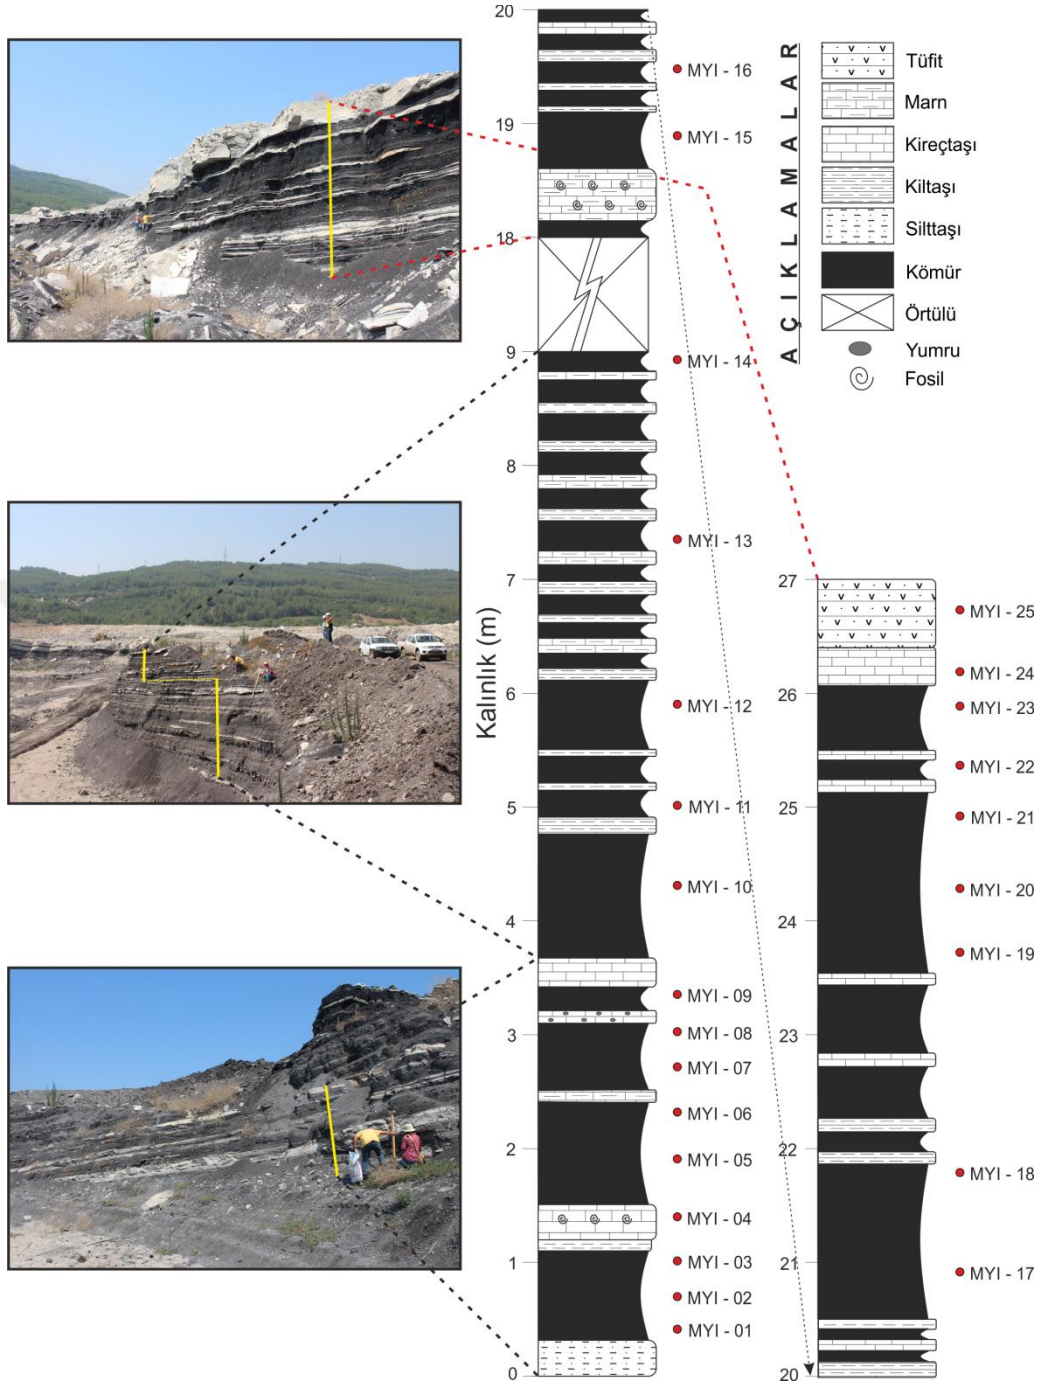 20
19
18
9
8
7
6
5
4
3
2
1
0
Kalınlık (m)
MYI - 16
MYI - 15
MYI - 14
MYI - 13
MYI - 12
MYI - 11
MYI - 10
MYI - 09
MYI - 08
MYI - 07
MYI - 06
MYI - 05
MYI - 04
MYI - 03
MYI - 02
MYI - 01
AÇIKLAMALAR
Tüfit
Marn
Kireçtaşı
Kiltaşı
Silttaşı
Kömür
Örtülü
Yumru
Fosil
27
26
25
24
23
22
21
20
MYI - 25
MYI - 24
MYI - 23
MYI - 22
MYI - 21
MYI - 20
MYI - 19
MYI - 18
MYI - 17